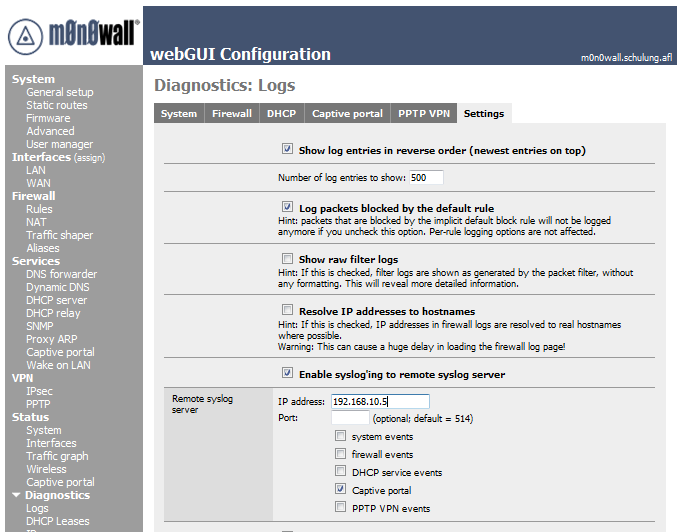 m0n0wall
webGUI Configuration
m0n0wall.schulung.afl
System
General setup
Static routes
Firmware
Advanced
User manager
Interfaces (assign)
LAN
WAN
Firewall
Rules
NAT
Traffic shaper
Aliases
Services
DNS forwarder
Dynamic DNS
DHCP server
DHCP relay
SNMP
Proxy ARP
Captive portal
Wake on LAN
VPN
IPsec
PPTP
Status
System
Interfaces
Traffic graph
Wireless
Captive portal
Diagnostics
Logs
DHCP Leases
Diagnostics: Logs
System
Firewall
DHCP
Captive portal
PPTP VPN
Settings
Show log entries in reverse order (newest entries on top)
Number of log entries to show: 500
Log packets blocked by the default rule
Hint: packets that are blocked by the implicit default block rule will not be logged
anymore if you uncheck this option. Per-rule logging options are not affected.
Show raw filter logs
Hint: If this is checked, filter logs are shown as generated by the packet filter, without
any formatting. This will reveal more detailed information.
Resolve IP addresses to hostnames
Hint: If this is checked, IP addresses in firewall logs are resolved to real hostnames
where possible.
Warning: This can cause a huge delay in loading the firewall log page!
Enable syslog'ing to remote syslog server
Remote syslog
server
IP address: 192.168.10.5
Port: (optional; default = 514)
system events
firewall events
DHCP service events
Captive portal
PPTP VPN events